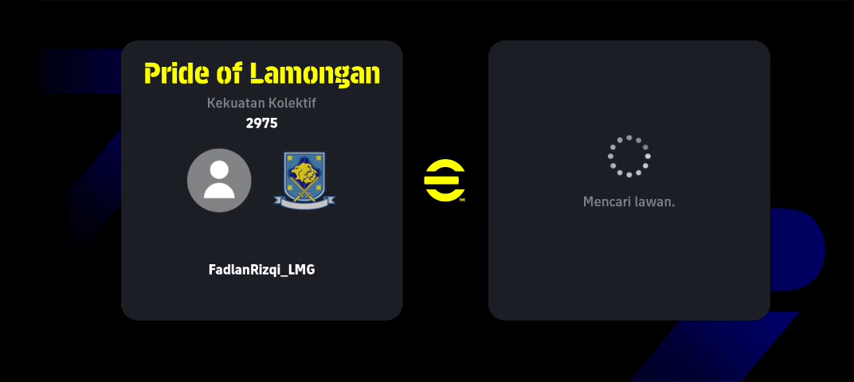 Pride of Lamongan
Kekuatan Kolektif
2975
FadlanRizqi_LMG
Mencari lawan.